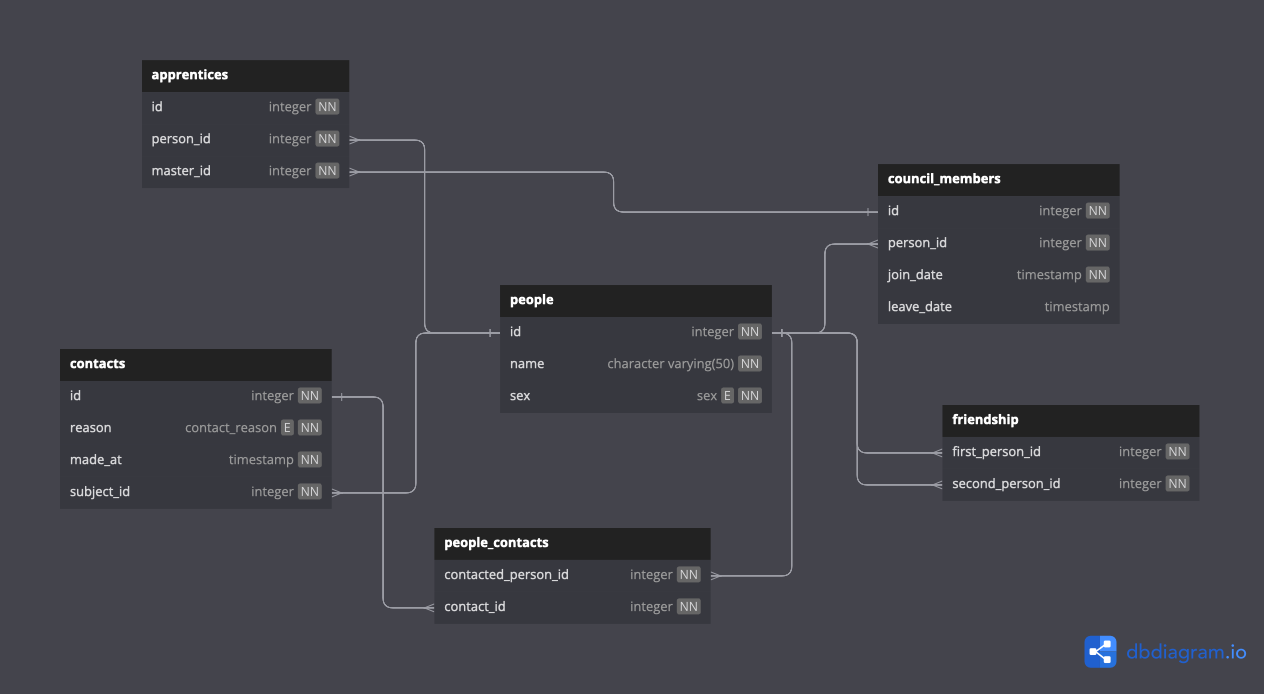 apprentices
id integer NN
person_id integer NN
master_id integer NN
council_members
id integer NN
person_id integer NN
join_date timestamp NN
leave_date timestamp
people
id integer NN
name character varying(50) NN
sex sex E NN
contacts
id integer NN
reason contact_reason E NN
made_at timestamp NN
subject_id integer NN
friendship
first_person_id integer NN
second_person_id integer NN
people_contacts
contacted_person_id integer NN
contact_id integer NN
dbdiagram.io